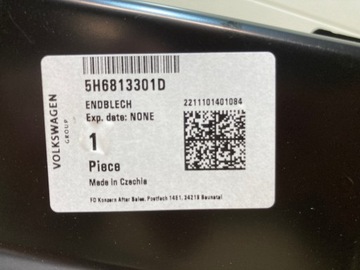 VOLKSWAGEN
GROUP
5H6813301D
ENDBLECH
Exp. date: NONE
2211101401084
1
Piece
Made in Czechia
FO Konzern After Sales, Postfach 1451, 34219 Baunatal